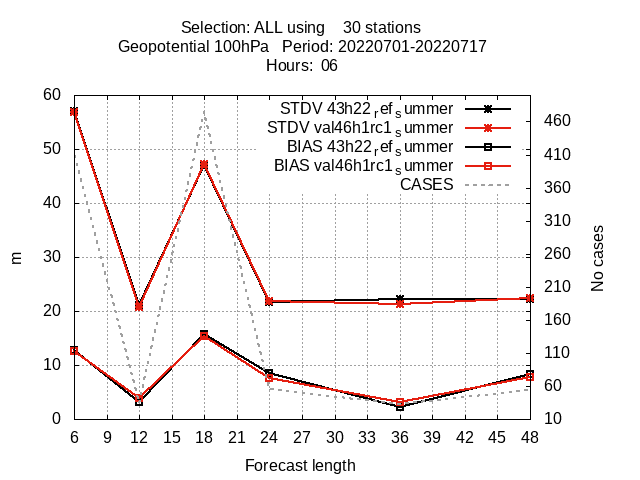 Selection: ALL using    30 stations
Geopotential 100hPa   Period: 20220701-20220717
Hours:  06
STDV 43h22_ref_summer
STDV val46h1rc1_summer
BIAS 43h22_ref_summer
BIAS val46h1rc1_summer
CASES
60
50
40
30
20
10
0
m
460
410
360
310
260
210
160
110
60
10
No cases
6 9 12 15 18 21 24 27 30 33 36 39 42 45 48
Forecast length